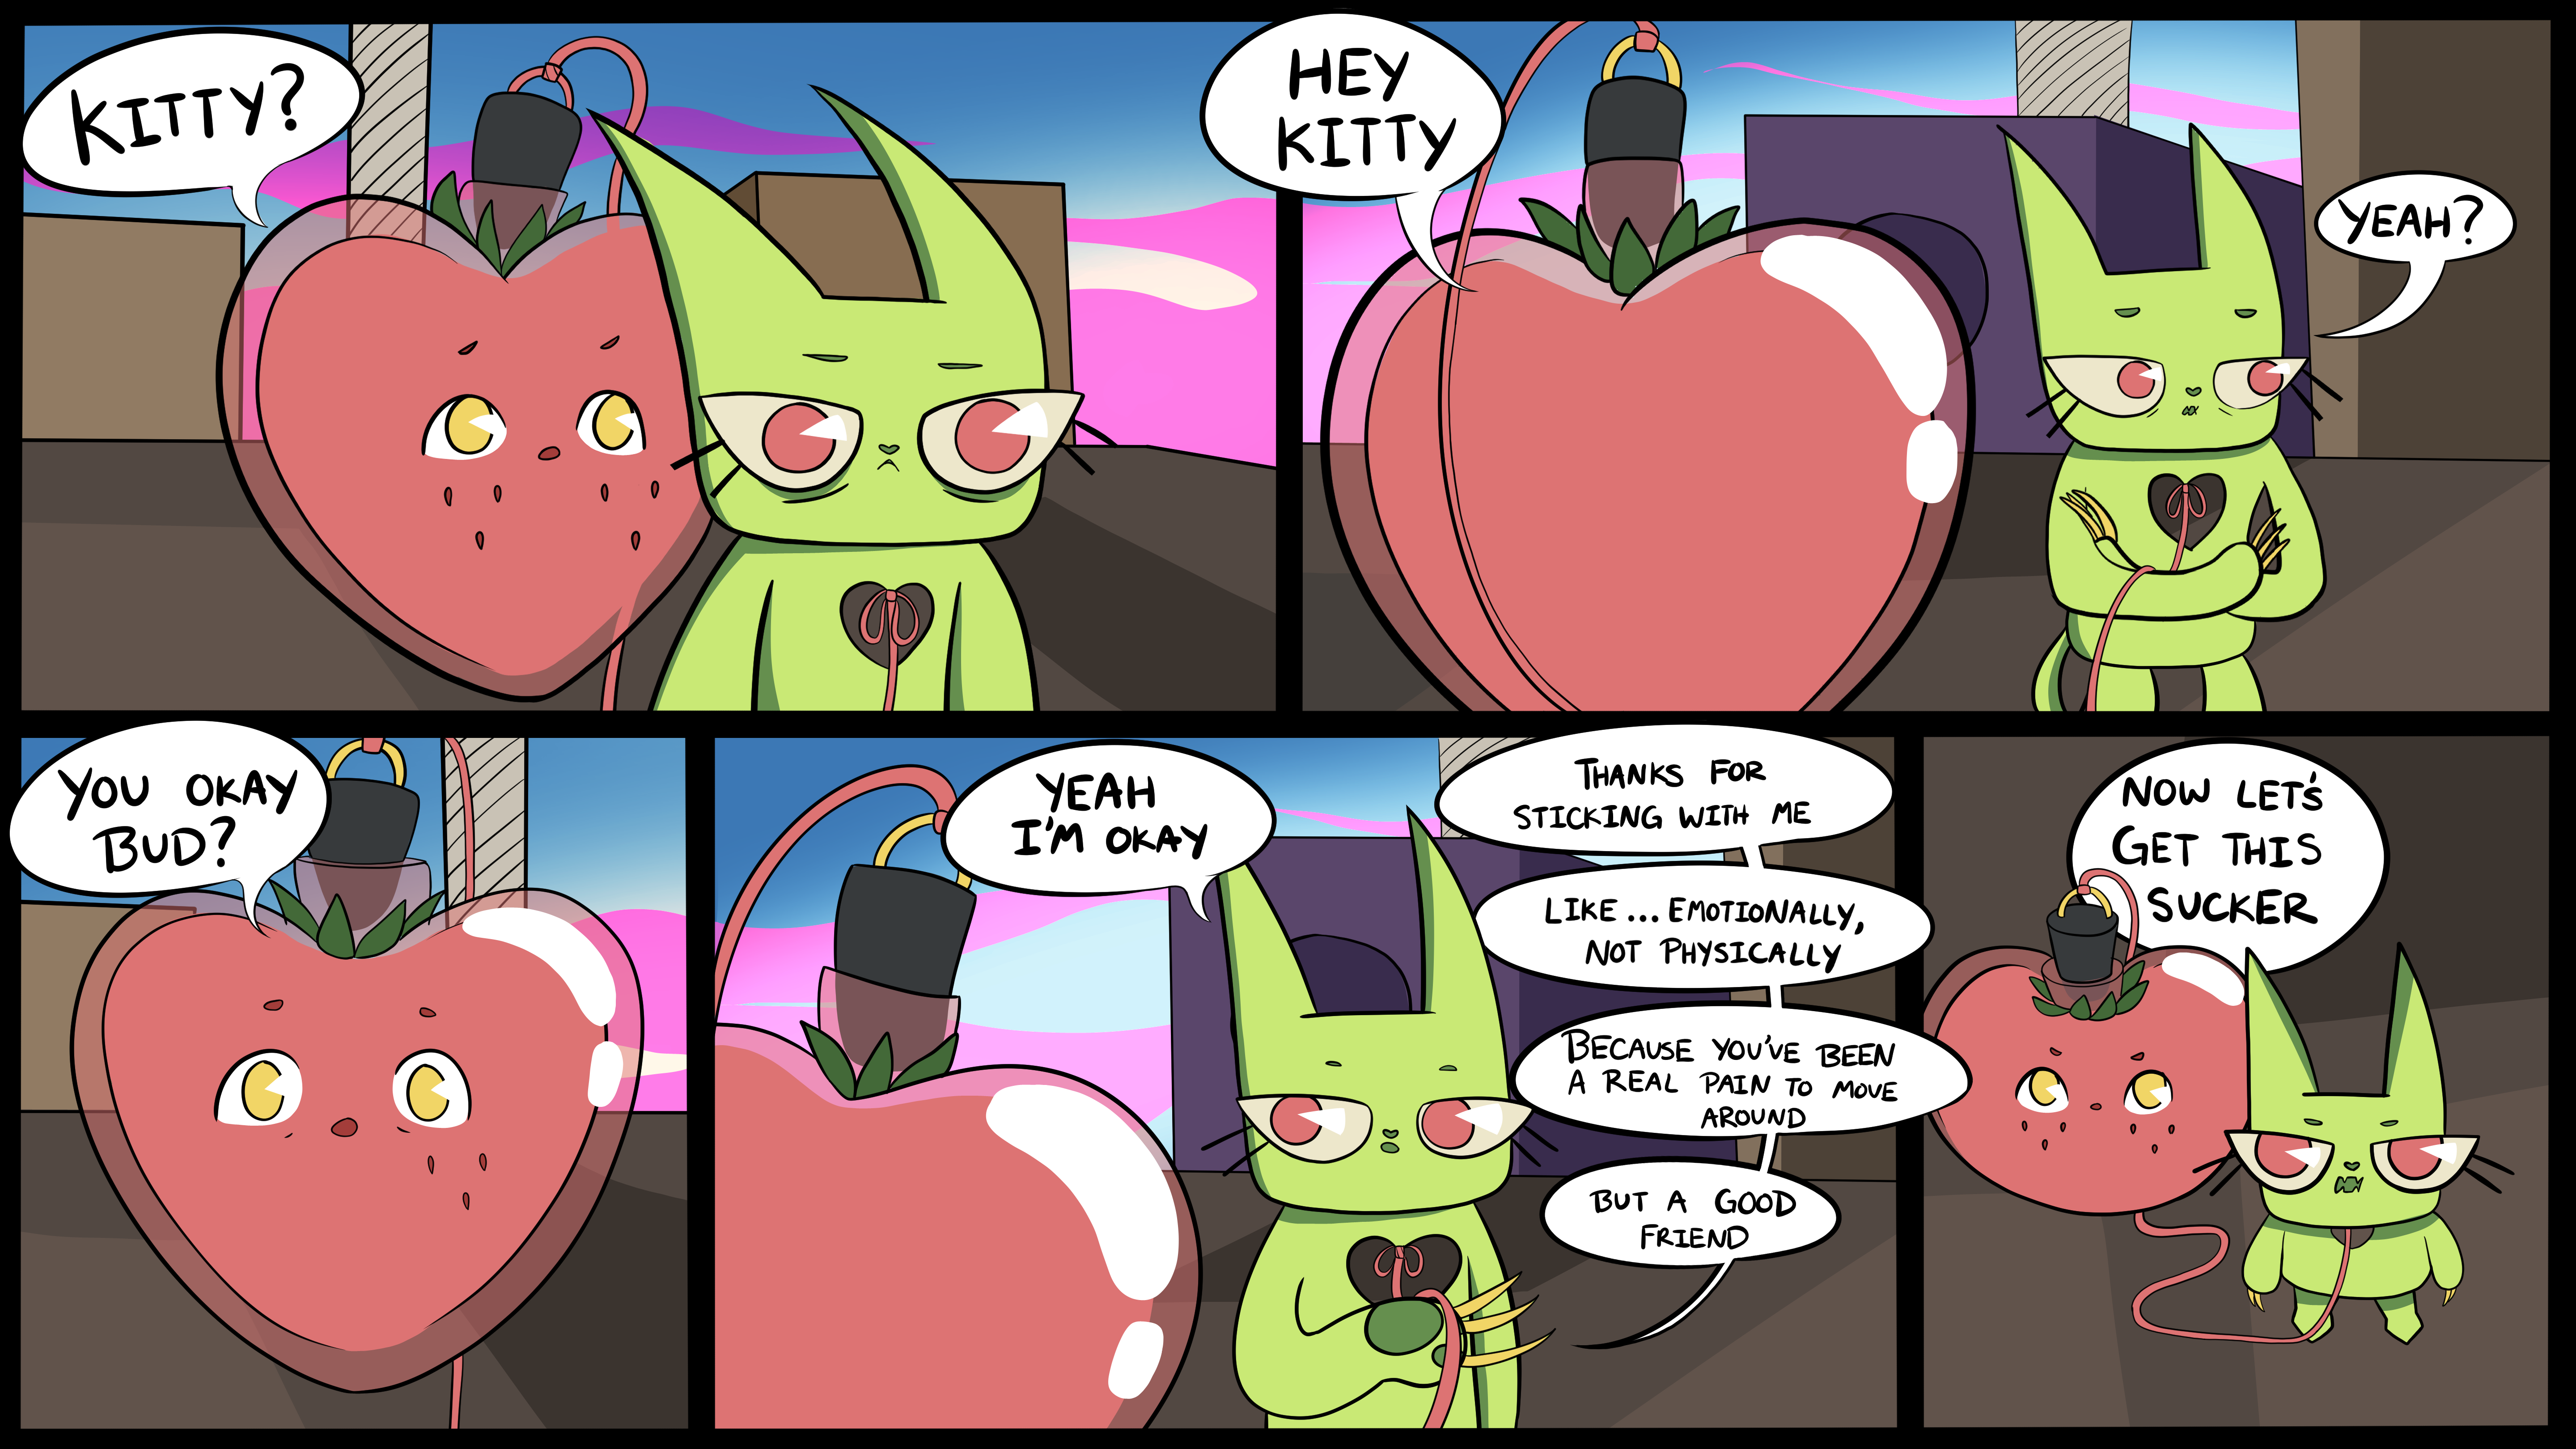 KITTY?
HEY
KITTY
YEAH?
YOU OKAY
BUD?
YEAH
I'M OKAY
THANKS FOR
STICKING WITH ME
LIKE... EMOTIONALLY,
NOT PHYSICALLY
BECAUSE YOU'VE BEEN
A REAL PAIN TO MOVE
AROUND
BUT A GOOD
FRIEND
NOW LET'S
GET THIS
SUCKER